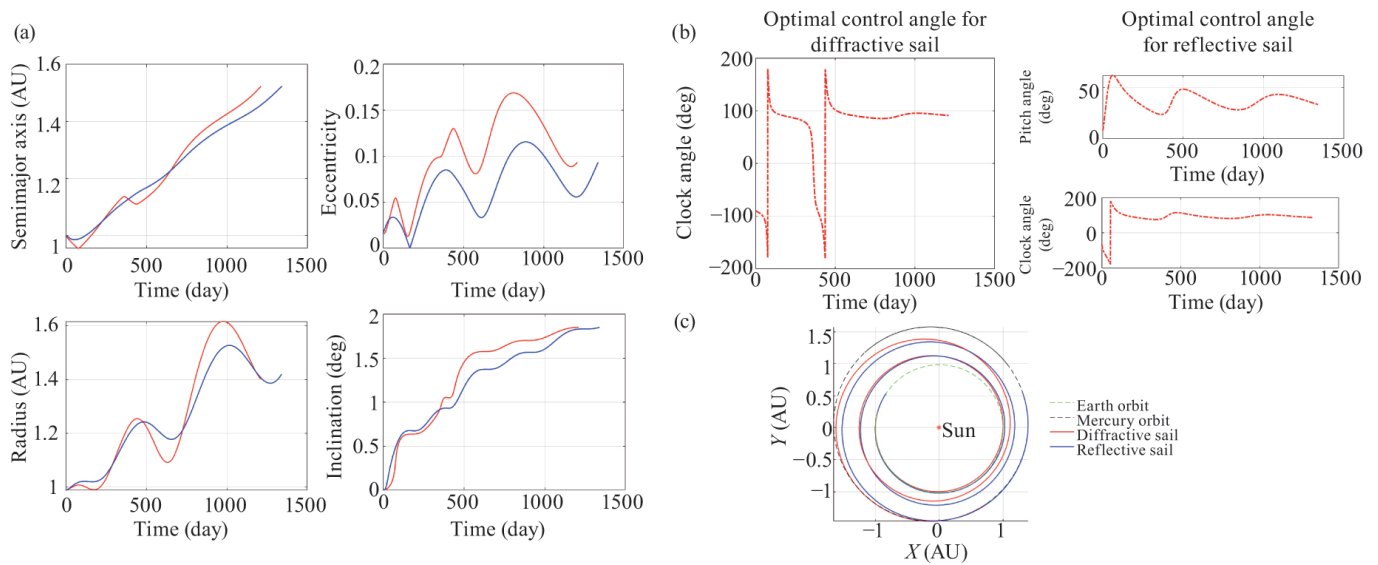 (a)
1.6
1.4
1.2
1
Semimajor axis (AU)
0 500 1000 1500
Time (day)
0.2
0.15
0.1
0.05
0
Eccentricity
0 500 1000 1500
Time (day)
1.6
1.4
1.2
1
Radius (AU)
0 500 1000 1500
Time (day)
2
1.5
1.0
0.5
0
Inclination (deg)
0 500 1000 1500
Time (day)
(b)
Optimal control angle for
diffractive sail
200
100
0
−100
−200
Clock angle (deg)
0 500 1000 1500
Time (day)
Optimal control angle
for reflective sail
50
0
Pitch angle
(deg)
0 500 1000 1500
Time (day)
200
0
−200
Clock angle
(deg)
0 500 1000 1500
Time (day)
(c)
1.5
1
0.5
0
−0.5
−1
Y (AU)
Sun
−1 0 1
X (AU)
Earth orbit
Mercury orbit
Diffractive sail
Reflective sail